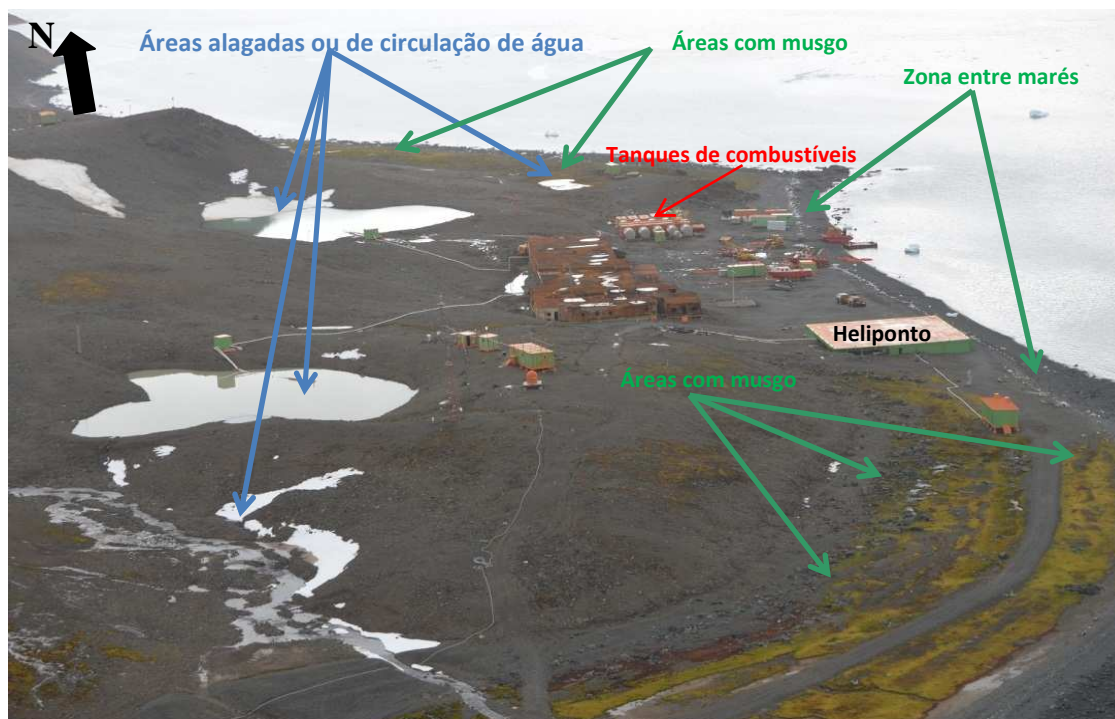 N
Áreas alagadas ou de circulação de água
Áreas com musgo
Zona entre marés
Tanques de combustíveis
Heliponto
Áreas com musgo